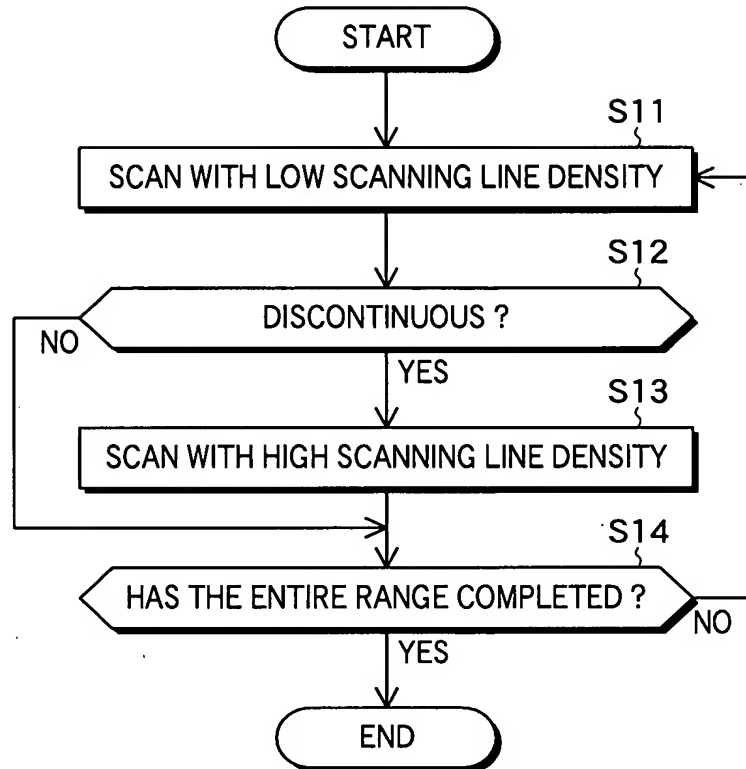 START
S11
SCAN WITH LOW SCANNING LINE DENSITY
S12
DISCONTINUOUS ?
NO
YES
S13
SCAN WITH HIGH SCANNING LINE DENSITY
S14
HAS THE ENTIRE RANGE COMPLETED ?
NO
YES
END